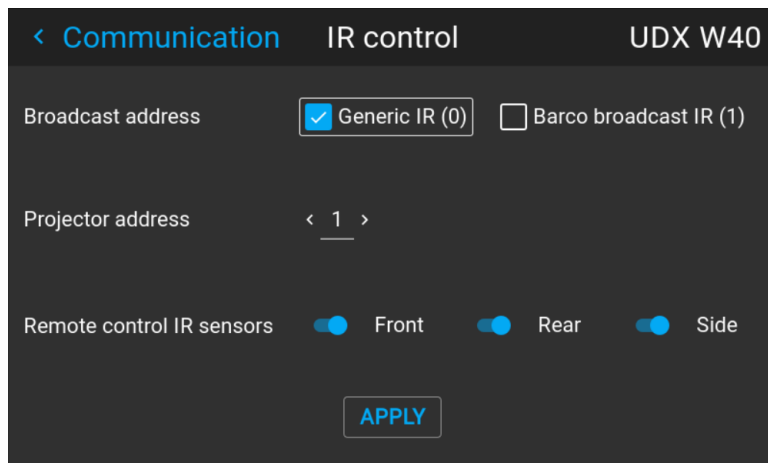 ‹ Communication IR control UDX W40
Broadcast address Generic IR (0) Barco broadcast IR (1)
Projector address ‹ 1 ›
Remote control IR sensors Front Rear Side
APPLY